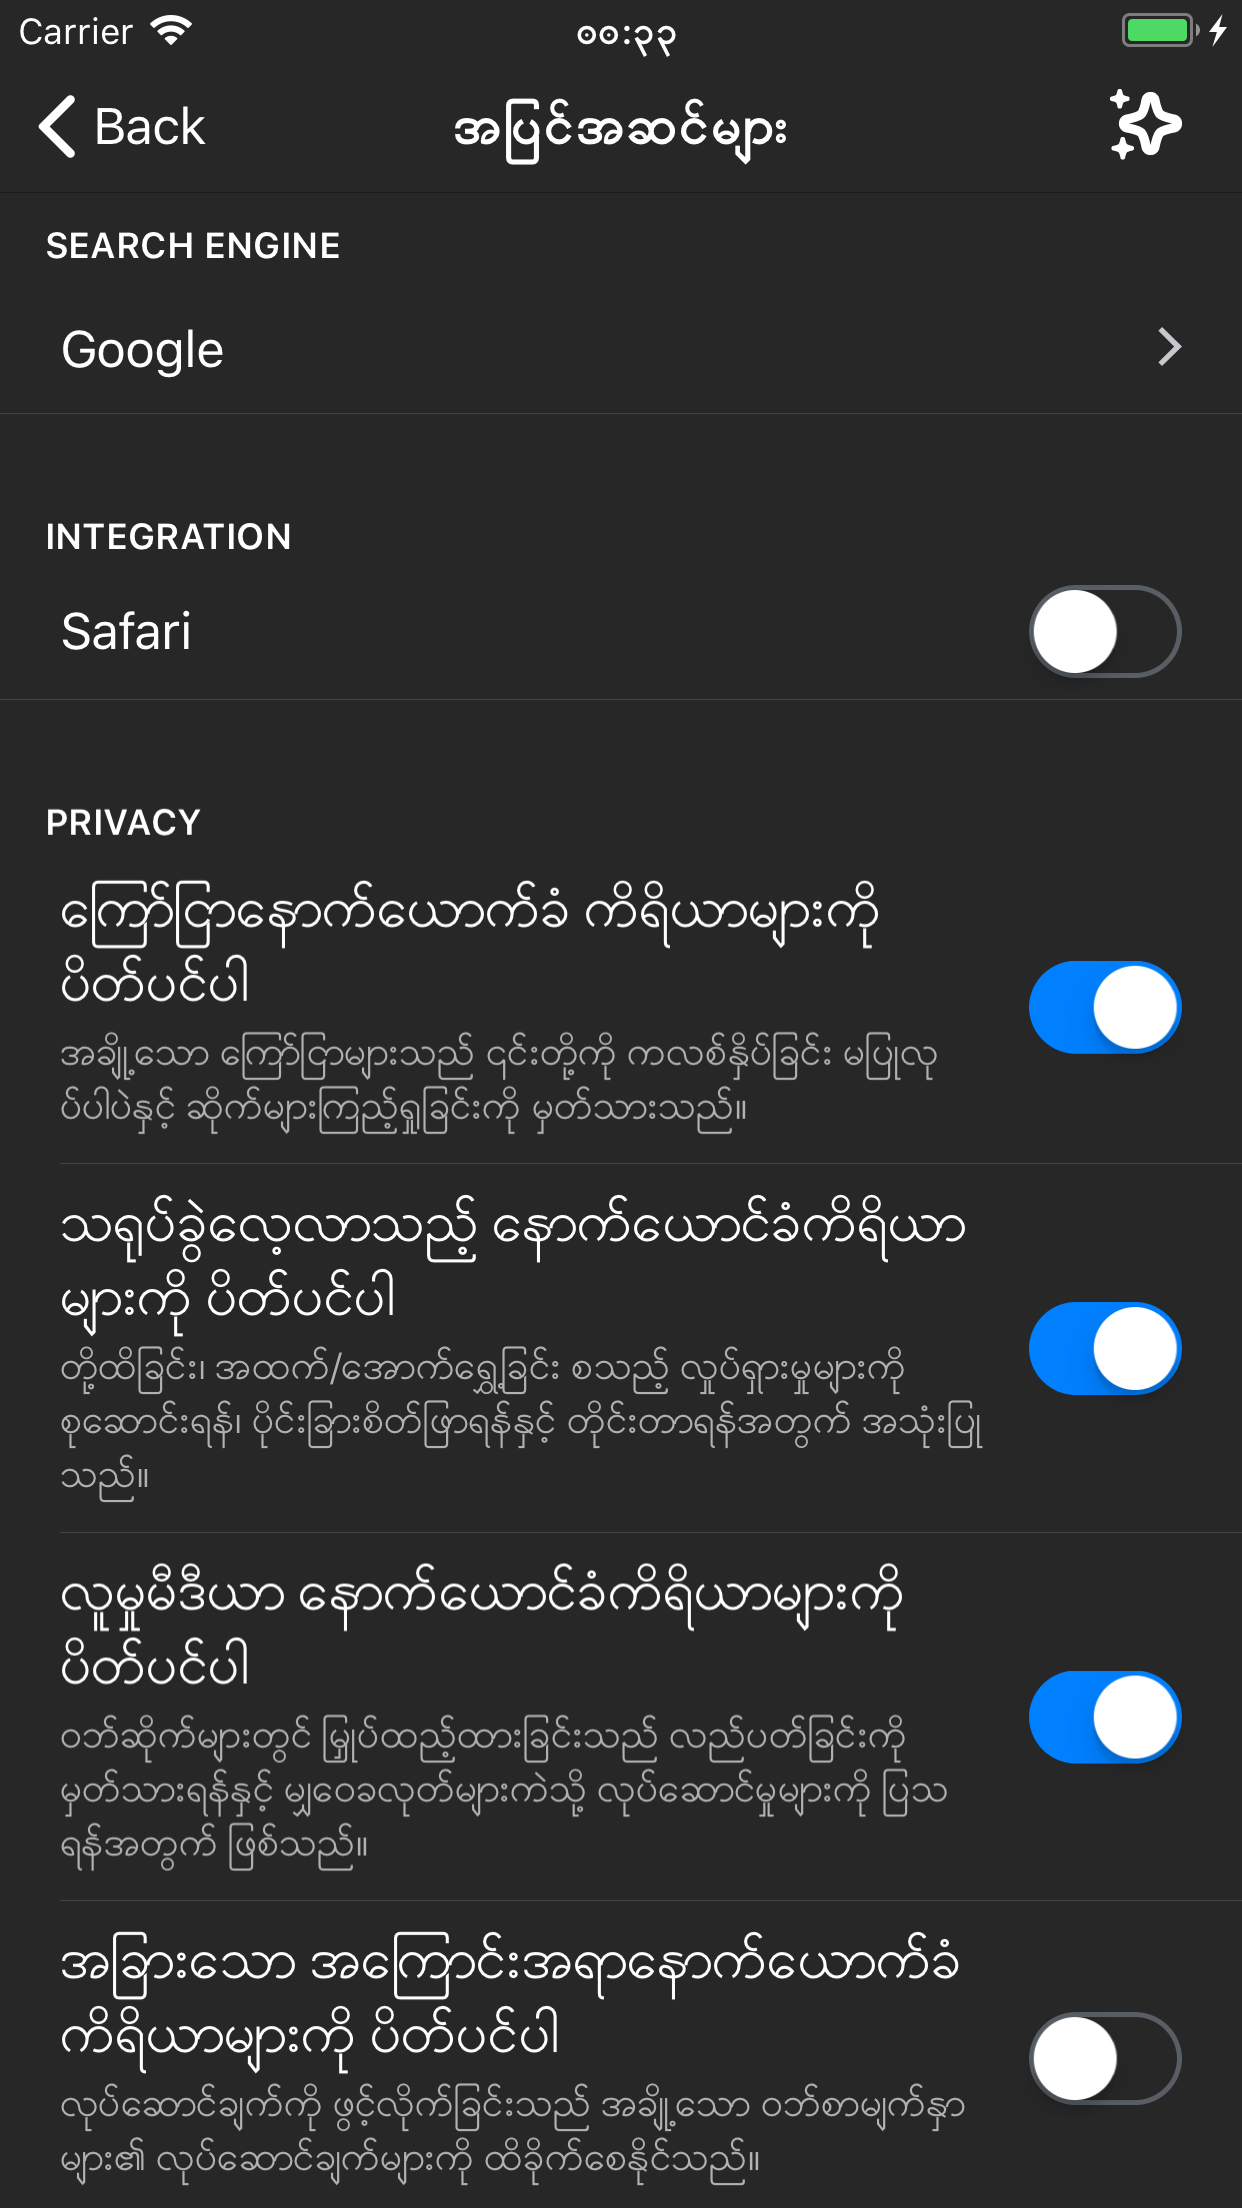 Carrier
၀၀:၃၃
Back
အပြင်အဆင်များ
SEARCH ENGINE
Google
INTEGRATION
Safari
PRIVACY
ကြော်ငြာနောက်ယောက်ခံ ကိရိယာများကို
ပိတ်ပင်ပါ
အချို့သော ကြော်ငြာများသည် ၎င်းတို့ကို ကလစ်နှိပ်ခြင်း မပြုလု
ပ်ပါပဲနှင့် ဆိုက်များကြည့်ရှုခြင်းကို မှတ်သားသည်။
သရုပ်ခွဲလေ့လာသည့် နောက်ယောင်ခံကိရိယာ
များကို ပိတ်ပင်ပါ
တို့ထိခြင်း၊ အထက်/အောက်ရွှေ့ခြင်း စသည့် လှုပ်ရှားမှုများကို
စုဆောင်းရန်၊ ပိုင်းခြားစိတ်ဖြာရန်နှင့် တိုင်းတာရန်အတွက် အသုံးပြု
သည်။
လူမှုမီဒီယာ နောက်ယောင်ခံကိရိယာများကို
ပိတ်ပင်ပါ
ဝဘ်ဆိုက်များတွင် မြှုပ်ထည့်ထားခြင်းသည် လည်ပတ်ခြင်းကို
မှတ်သားရန်နှင့် မျှဝေခလုတ်များကဲသို့ လုပ်ဆောင်မှုများကို ပြသ
ရန်အတွက် ဖြစ်သည်။
အခြားသော အကြောင်းအရာနောက်ယောက်ခံ
ကိရိယာများကို ပိတ်ပင်ပါ
လုပ်ဆောင်ချက်ကို ဖွင့်လိုက်ခြင်းသည် အချို့သော ဝဘ်စာမျက်နှာ
များ၏ လုပ်ဆောင်ချက်များကို ထိခိုက်စေနိုင်သည်။